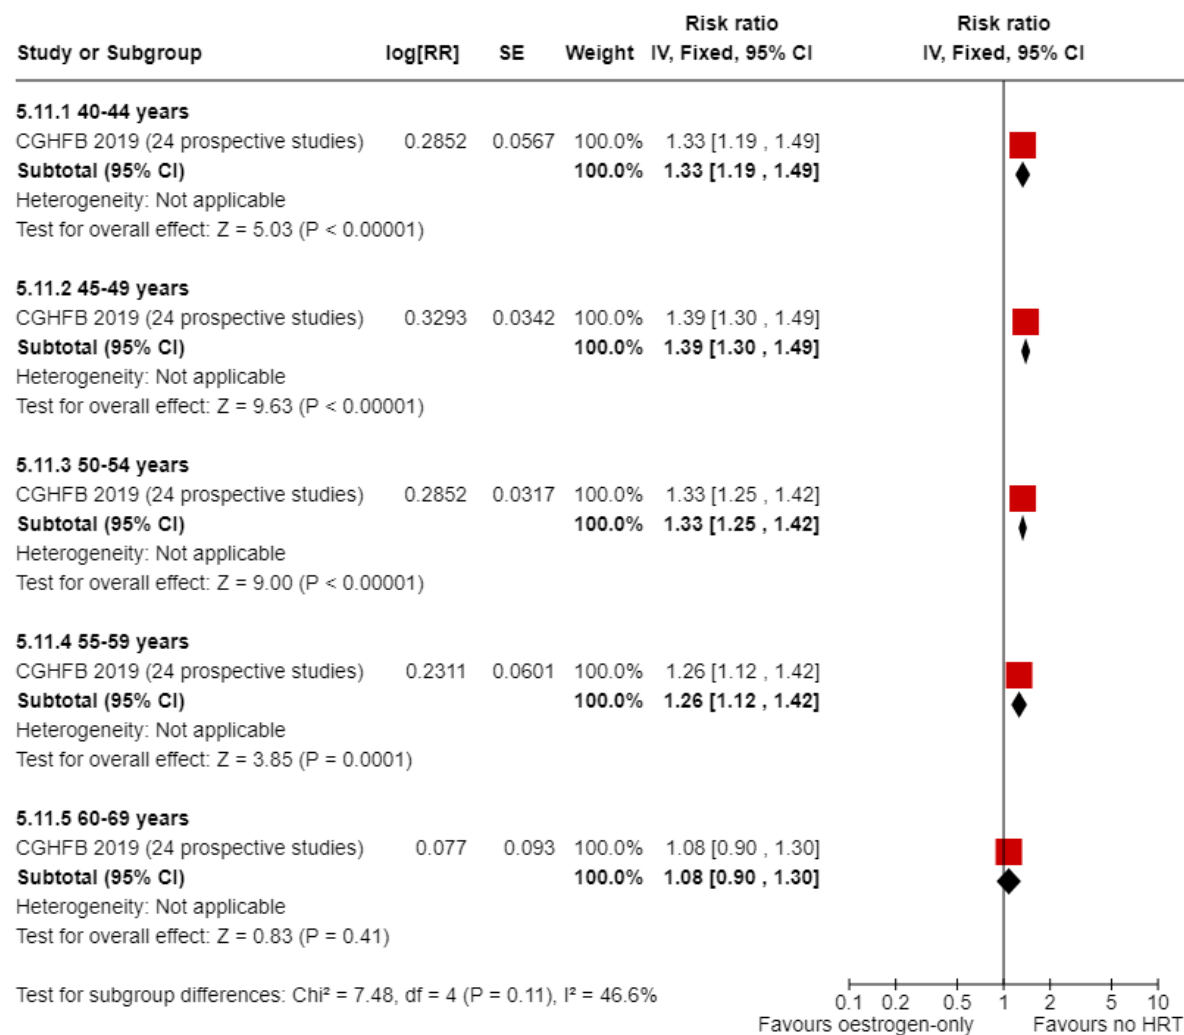 Risk ratio Risk ratio
Study or Subgroup log[RR] SE Weight IV, Fixed, 95% CI IV, Fixed, 95% CI
5.11.1 40-44 years
CGHFB 2019 (24 prospective studies) 0.2852 0.0567 100.0% 1.33 [1.19 , 1.49]
Subtotal (95% CI) 100.0% 1.33 [1.19 , 1.49]
Heterogeneity: Not applicable
Test for overall effect: Z = 5.03 (P < 0.00001)
5.11.2 45-49 years
CGHFB 2019 (24 prospective studies) 0.3293 0.0342 100.0% 1.39 [1.30 , 1.49]
Subtotal (95% CI) 100.0% 1.39 [1.30 , 1.49]
Heterogeneity: Not applicable
Test for overall effect: Z = 9.63 (P < 0.00001)
5.11.3 50-54 years
CGHFB 2019 (24 prospective studies) 0.2852 0.0317 100.0% 1.33 [1.25 , 1.42]
Subtotal (95% CI) 100.0% 1.33 [1.25 , 1.42]
Heterogeneity: Not applicable
Test for overall effect: Z = 9.00 (P < 0.00001)
5.11.4 55-59 years
CGHFB 2019 (24 prospective studies) 0.2311 0.0601 100.0% 1.26 [1.12 , 1.42]
Subtotal (95% CI) 100.0% 1.26 [1.12 , 1.42]
Heterogeneity: Not applicable
Test for overall effect: Z = 3.85 (P = 0.0001)
5.11.5 60-69 years
CGHFB 2019 (24 prospective studies) 0.077 0.093 100.0% 1.08 [0.90 , 1.30]
Subtotal (95% CI) 100.0% 1.08 [0.90 , 1.30]
Heterogeneity: Not applicable
Test for overall effect: Z = 0.83 (P = 0.41)
Test for subgroup differences: Chi² = 7.48, df = 4 (P = 0.11), I² = 46.6%
0.1 0.2 0.5 1 2 5 10
Favours oestrogen-only Favours no HRT